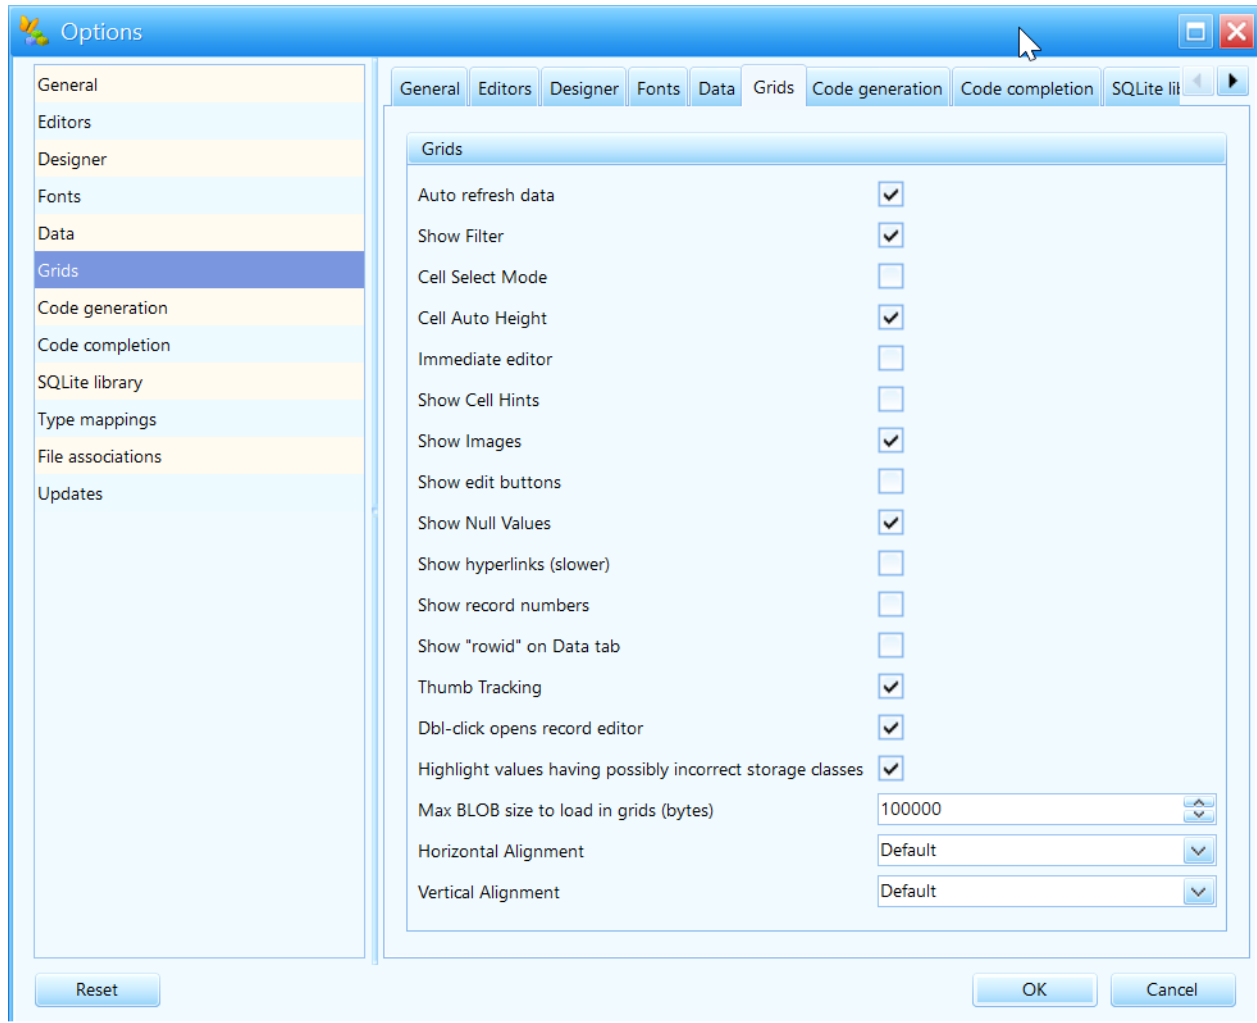 Options
General
Editors
Designer
Fonts
Data
Grids
Code generation
Code completion
SQLite library
Type mappings
File associations
Updates
General Editors Designer Fonts Data Grids Code generation Code completion SQLite
Grids
Auto refresh data
Show Filter
Cell Select Mode
Cell Auto Height
Immediate editor
Show Cell Hints
Show Images
Show edit buttons
Show Null Values
Show hyperlinks (slower)
Show record numbers
Show "rowid" on Data tab
Thumb Tracking
Dbl-click opens record editor
Highlight values having possibly incorrect storage classes
Max BLOB size to load in grids (bytes) 100000
Horizontal Alignment Default
Vertical Alignment Default
Reset OK Cancel